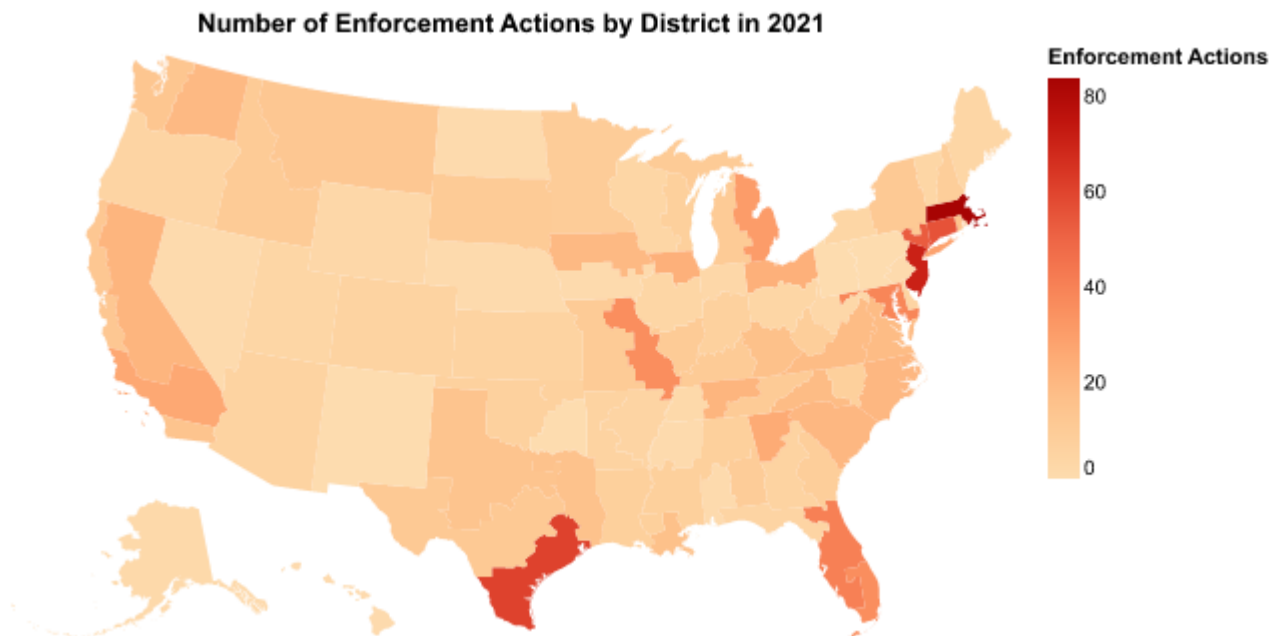 Number of Enforcement Actions by District in 2021
Enforcement Actions
80
60
40
20
0